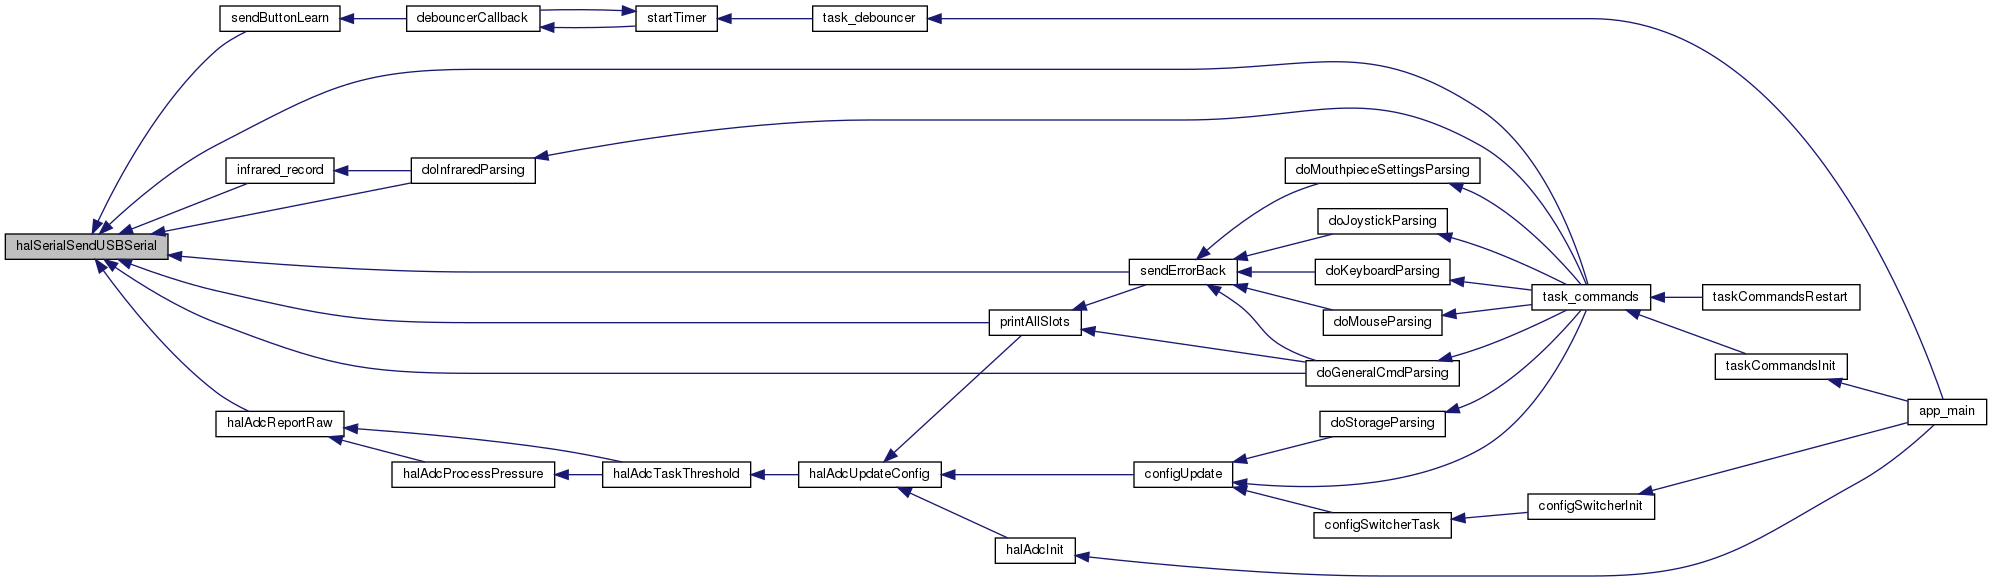 sendButtonLearn
debouncerCallback
startTimer
task_debouncer
infrared_record
doInfraredParsing
doMouthpieceSettingsParsing
doJoystickParsing
halSerialSendUSBSerial
sendErrorBack
doKeyboardParsing
task_commands
taskCommandsRestart
printAllSlots
doMouseParsing
doGeneralCmdParsing
taskCommandsInit
halAdcReportRaw
doStorageParsing
app_main
halAdcProcessPressure
halAdcTaskThreshold
halAdcUpdateConfig
configUpdate
configSwitcherInit
configSwitcherTask
halAdcInit